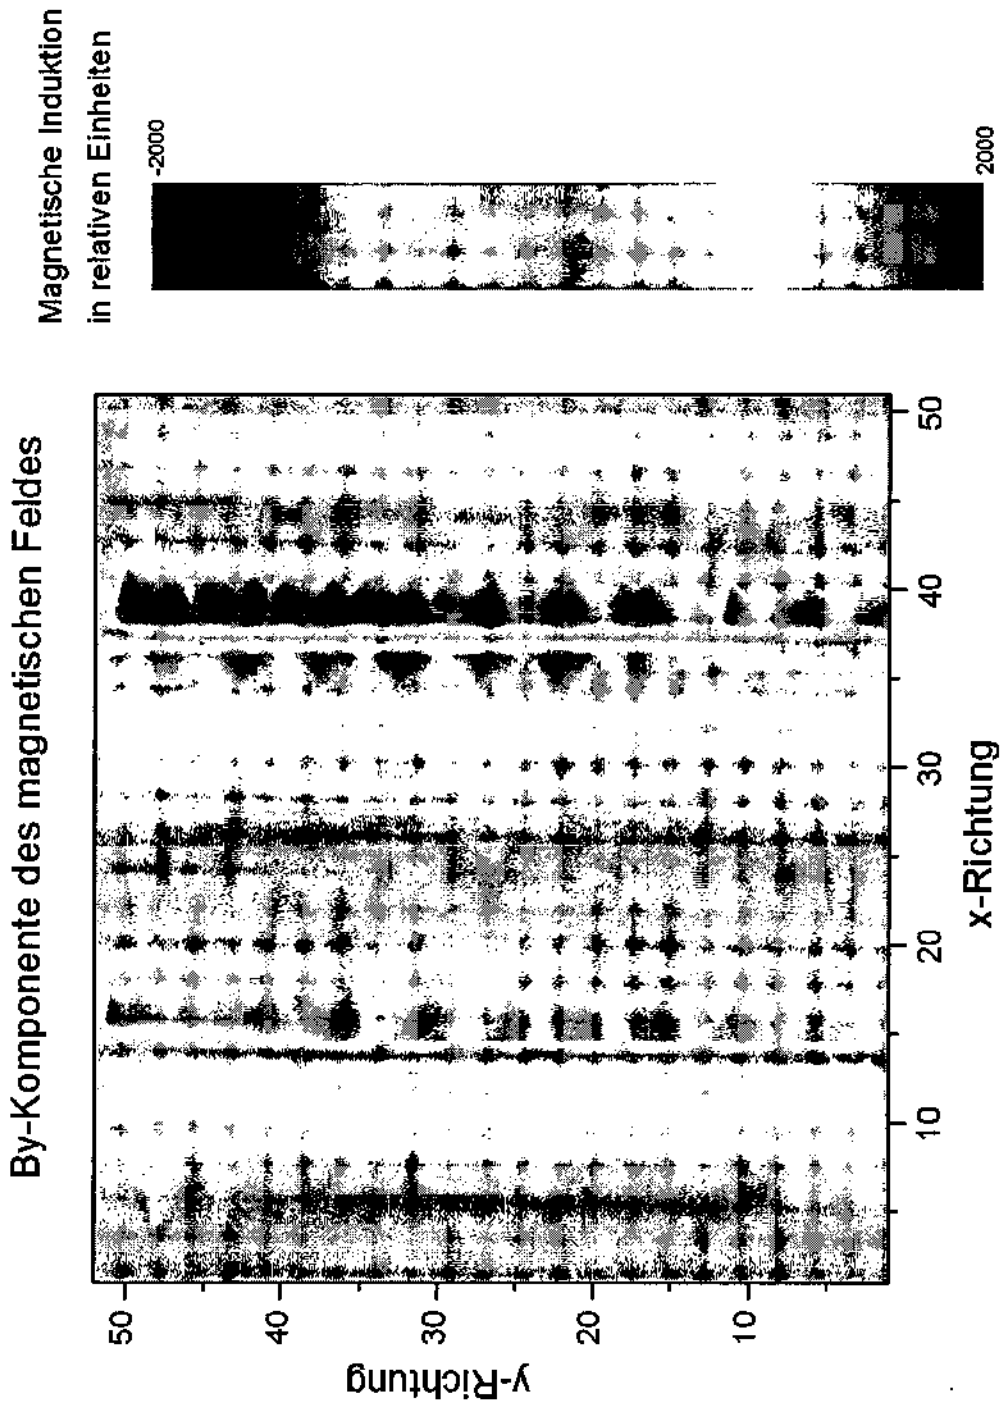 By-Komponente des magnetischen Feldes
Magnetische Induktion
in relativen Einheiten
-2000
2000
y-Richtung
50
40
30
20
10
10
20
30
40
50
x-Richtung